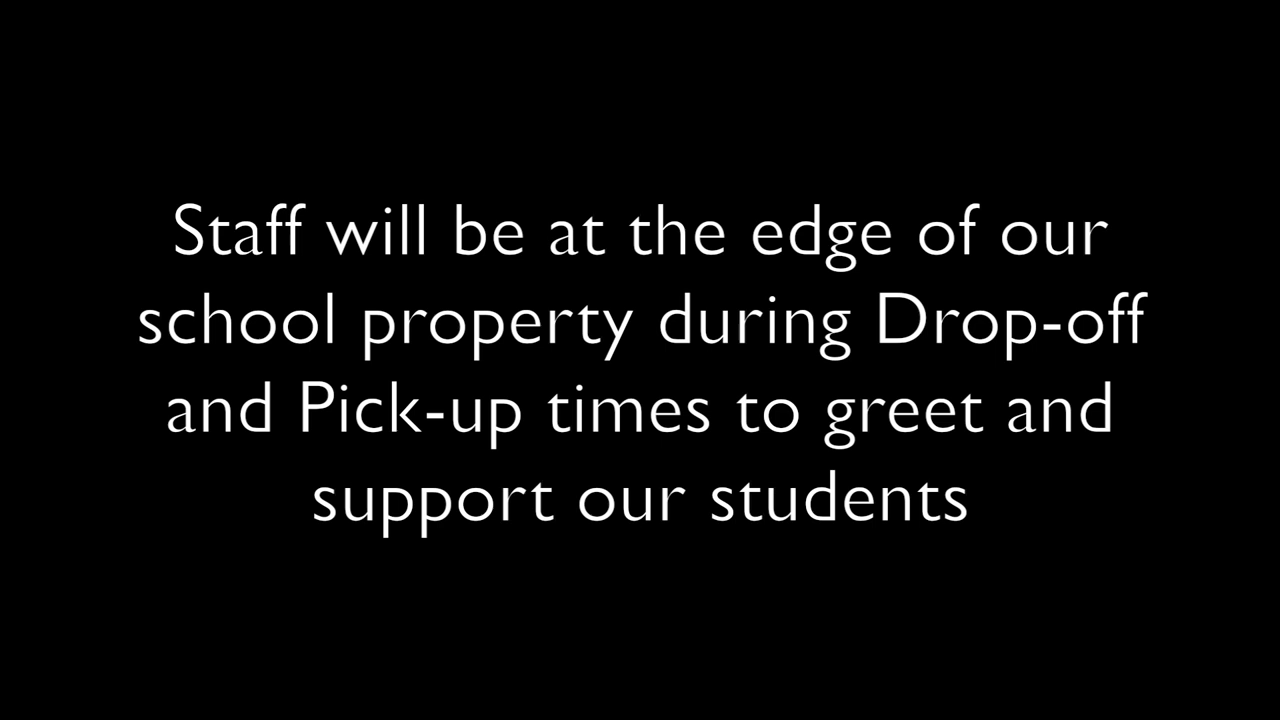 Staff will be at the edge of our
school property during Drop-off
and Pick-up times to greet and
support our students